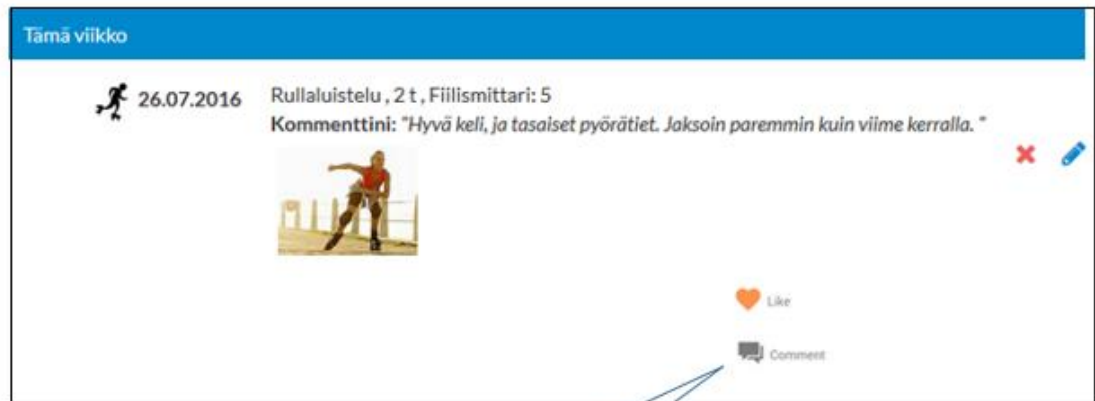 Tämä viikko
26.07.2016 Rullaluistelu , 2 t , Fiilismittari: 5
Kommenttini: "Hyvä keli, ja tasaiset pyörätiet. Jaksoin paremmin kuin viime kerralla. "
Like
Comment